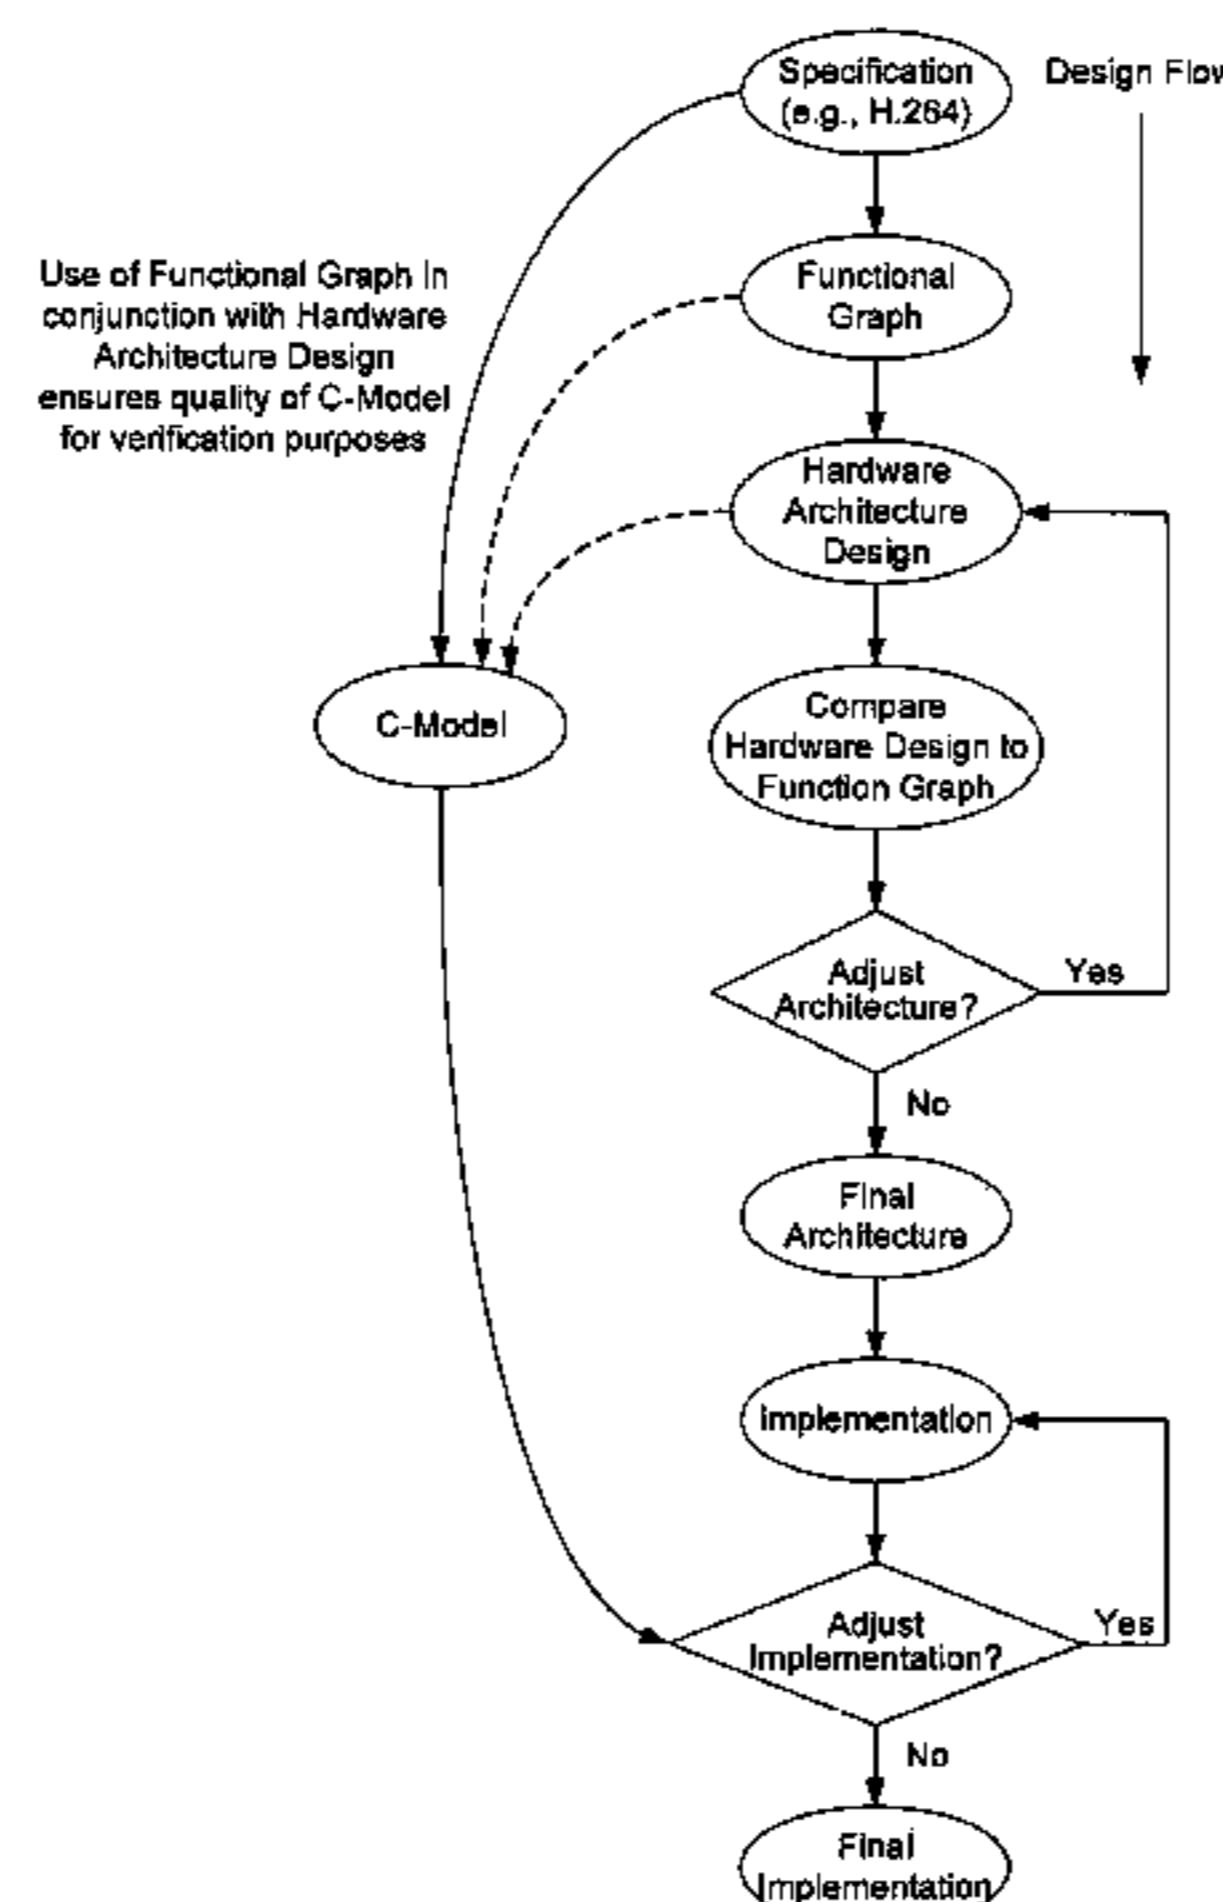 Specification
(e.g., H.264)
Design Flow
Functional
Graph
Use of Functional Graph in
conjunction with Hardware
Architecture Design
ensures quality of C-Model
for verification purposes
Hardware
Architecture
Design
C-Model
Compare
Hardware Design to
Function Graph
Adjust
Architecture?
Yes
No
Final
Architecture
Implementation
Adjust
Implementation?
Yes
No
Final
Implementation